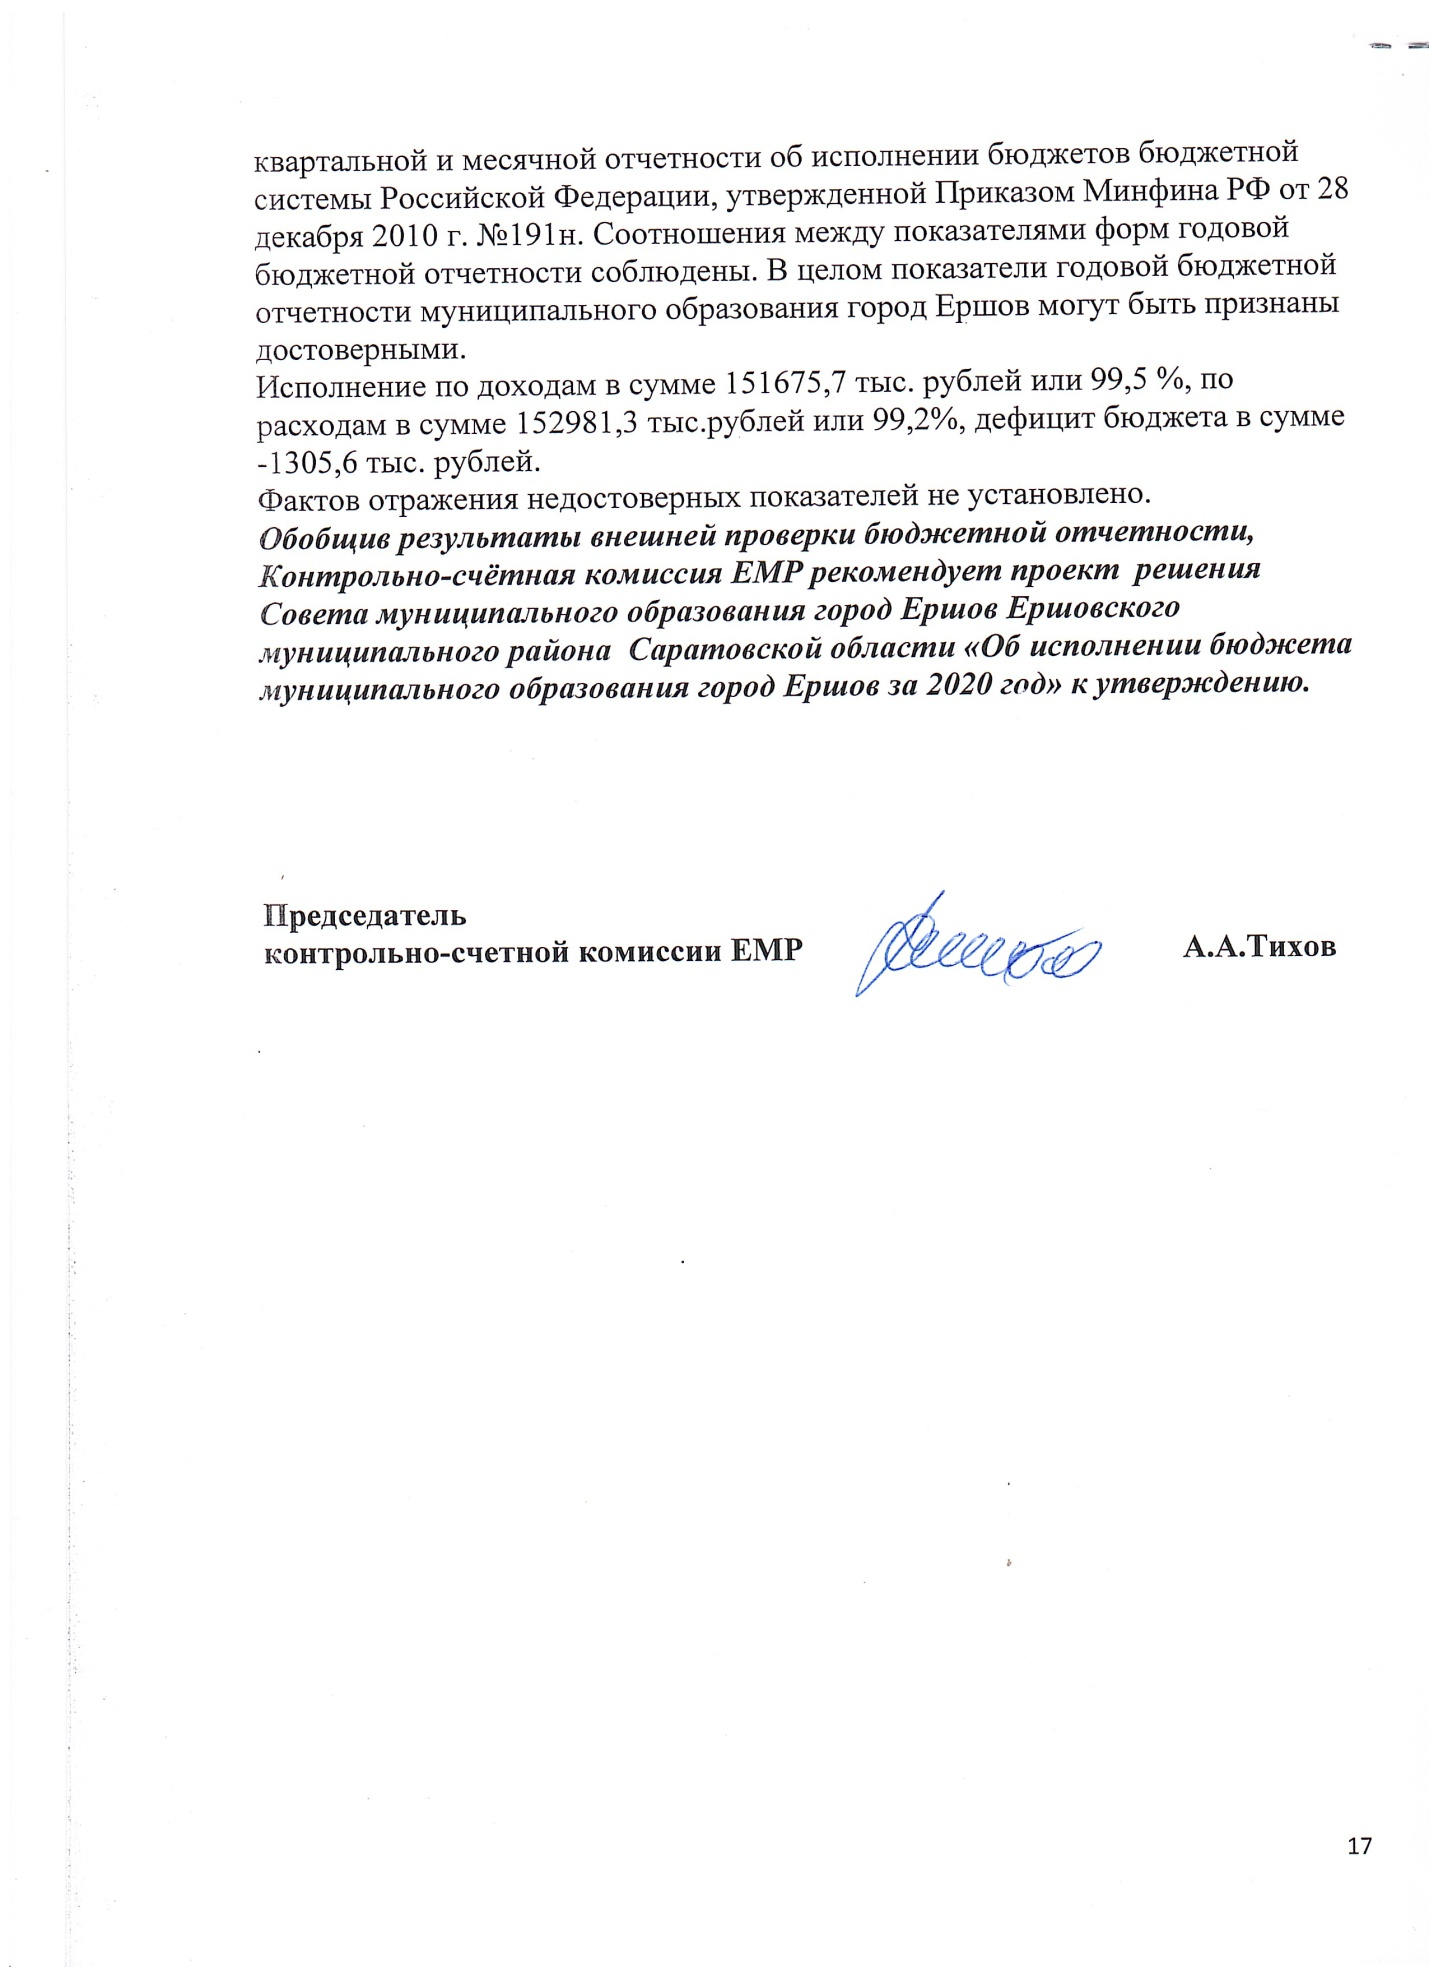 квартальной и месячной отчетности об исполнении бюджетов бюджетной
системы Российской Федерации, утвержденной Приказом Минфина РФ от 28
декабря 2010 г. №191н. Соотношения между показателями форм годовой
бюджетной отчетности соблюдены. В целом показатели годовой бюджетной
отчетности муниципального образования город Ершов могут быть признаны
достоверными.
Исполнение по доходам в сумме 151675,7 тыс. рублей или 99,5 %, по
расходам в сумме 152981,3 тыс.рублей или 99,2%, дефицит бюджета в сумме
-1305,6 тыс. рублей.
Фактов отражения недостоверных показателей не установлено.
Обобщив результаты внешней проверки бюджетной отчетности,
Контрольно-счётная комиссия ЕМР рекомендует проект решения
Совета муниципального образования город Ершов Ершовского
муниципального района Саратовской области «Об исполнении бюджета
муниципального образования город Ершов за 2020 год» к утверждению.
Председатель
контрольно-счетной комиссии ЕМР А.А.Тихов
17